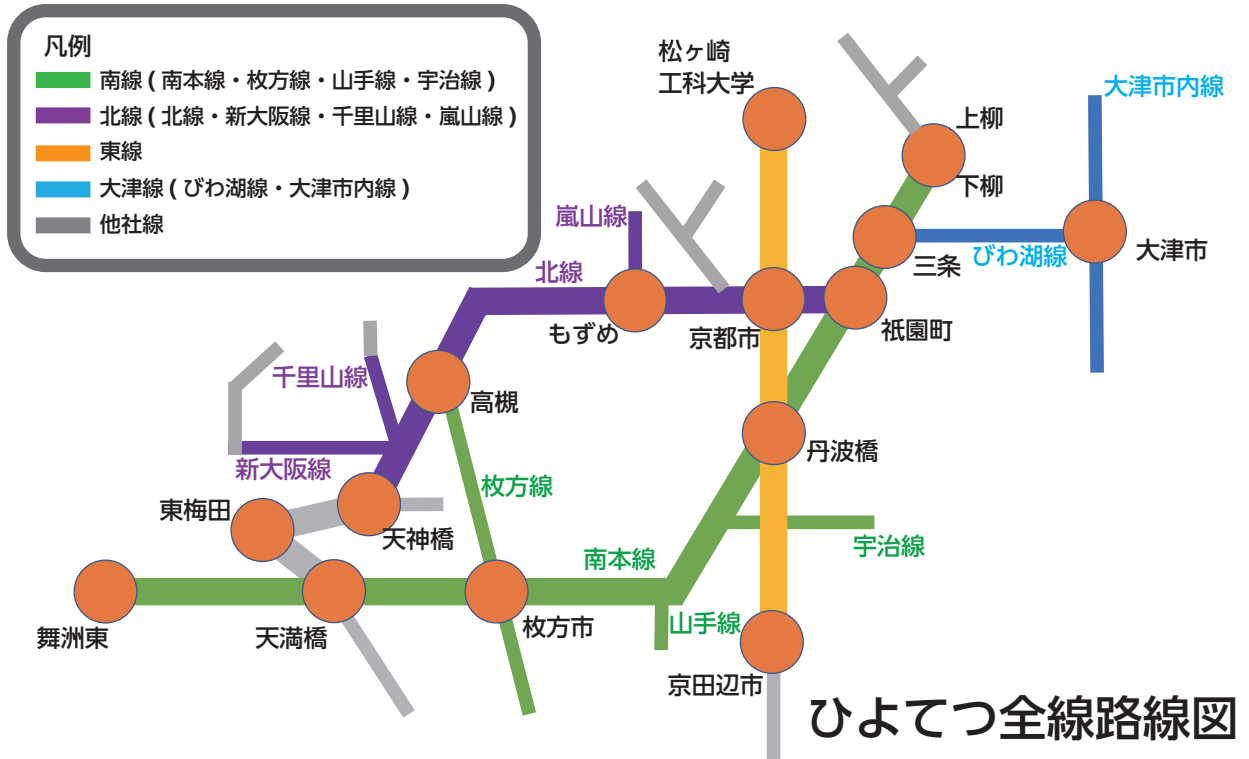 凡例
南線 ( 南本線・枚方線・山手線・宇治線 )
北線 ( 北線・新大阪線・千里山線・嵐山線 )
東線
大津線 ( びわ湖線・大津市内線 )
他社線
松ヶ崎
工科大学
大津市内線
上柳
下柳
嵐山線
三条
びわ湖線
大津市
北線
もずめ
京都市
祇園町
千里山線
高槻
丹波橋
新大阪線
枚方線
東梅田
天神橋
南本線
宇治線
舞洲東
天満橋
枚方市
山手線
京田辺市
ひよてつ全線路線図